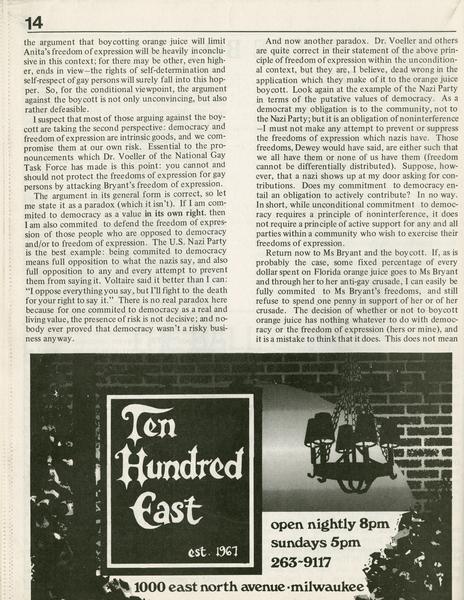 14
the argument that boycotting orange juice will limit
Anita's freedom of expression will be heavily inconclu-
sive in this context; for there may be other, even high-
er, ends in view—the rights of self-determination and
self-respect of gay persons will surely fall into this hop-
per. So, for the conditional viewpoint, the argument
against the boycott is not only unconvincing, but also
rather defeasible.
I suspect that most of those arguing against the boy-
cott are taking the second perspective: democracy and
freedom of expression are intrinsic goods, and we com-
promise them at our own risk. Essential to the pro-
nouncements which Dr. Voeller of the National Gay
Task Force has made is this point: you cannot and
should not protect the freedoms of expression for gay
persons by attacking Bryant's freedom of expression.
The argument in its general form is correct, so let
me state it as a paradox (which it isn't). If I am com-
mited to democracy as a value in its own right, then
I am also commited to defend the freedom of expres-
sion of those people who are opposed to democracy
and/or to freedom of expression. The U.S. Nazi Party
is the best example: being commited to democracy
means full opposition to what the nazis say, and also
full opposition to any and every attempt to prevent
them from saying it. Voltaire said it better than I can:
"I oppose everything you say, but I'll fight to the death
for your right to say it." There is no real paradox here
because for one commited to democracy as a real and
living value, the presence of risk is not decisive; and no-
body ever proved that democracy wasn't a risky busi-
ness anyway.
And now another paradox. Dr. Voeller and others
are quite correct in their statement of the above prin-
ciple of freedom of expression within the uncondition-
al context, but they are, I believe, dead wrong in the
application which they make of it to the orange juice
boycott. Look again at the example of the Nazi Party
in terms of the putative values of democracy. As a
democrat my obligation is to the community, not to
the Nazi Party; but it is an obligation of noninterference
—I must not make any attempt to prevent or suppress
the freedoms of expression which nazis have. Those
freedoms, Dewey would have said, are either such that
we all have them or none of us have them (freedom
cannot be differentially distributed). Suppose, how-
ever, that a nazi shows up at my door asking for con-
tributions. Does my commitment to democracy en-
tail an obligation to actively contribute? In no way.
In short, while unconditional commitment to democ-
racy requires a principle of noninterference, it does
not require a principle of active support for any and all
parties within a community who wish to exercise their
freedoms of expression.
Return now to Ms Bryant and the boycott. If, as is
probably the case, some fixed percentage of every
dollar spent on Florida orange juice goes to Ms Bryant
and through her to her anti-gay crusade, I can easily be
fully commited to Ms Bryant's freedoms, and still
refuse to spend one penny in support of her or of her
crusade. The decision of whether or not to boycott
orange juice has nothing whatever to do with democ-
racy or the freedom of expression (hers or mine), and
it is a mistake to think that it does. This does not mean
Ten
Hundred
East
est. 1967
open nightly 8pm
sundays 5pm
263-9117
1000 east north avenue · milwaukee